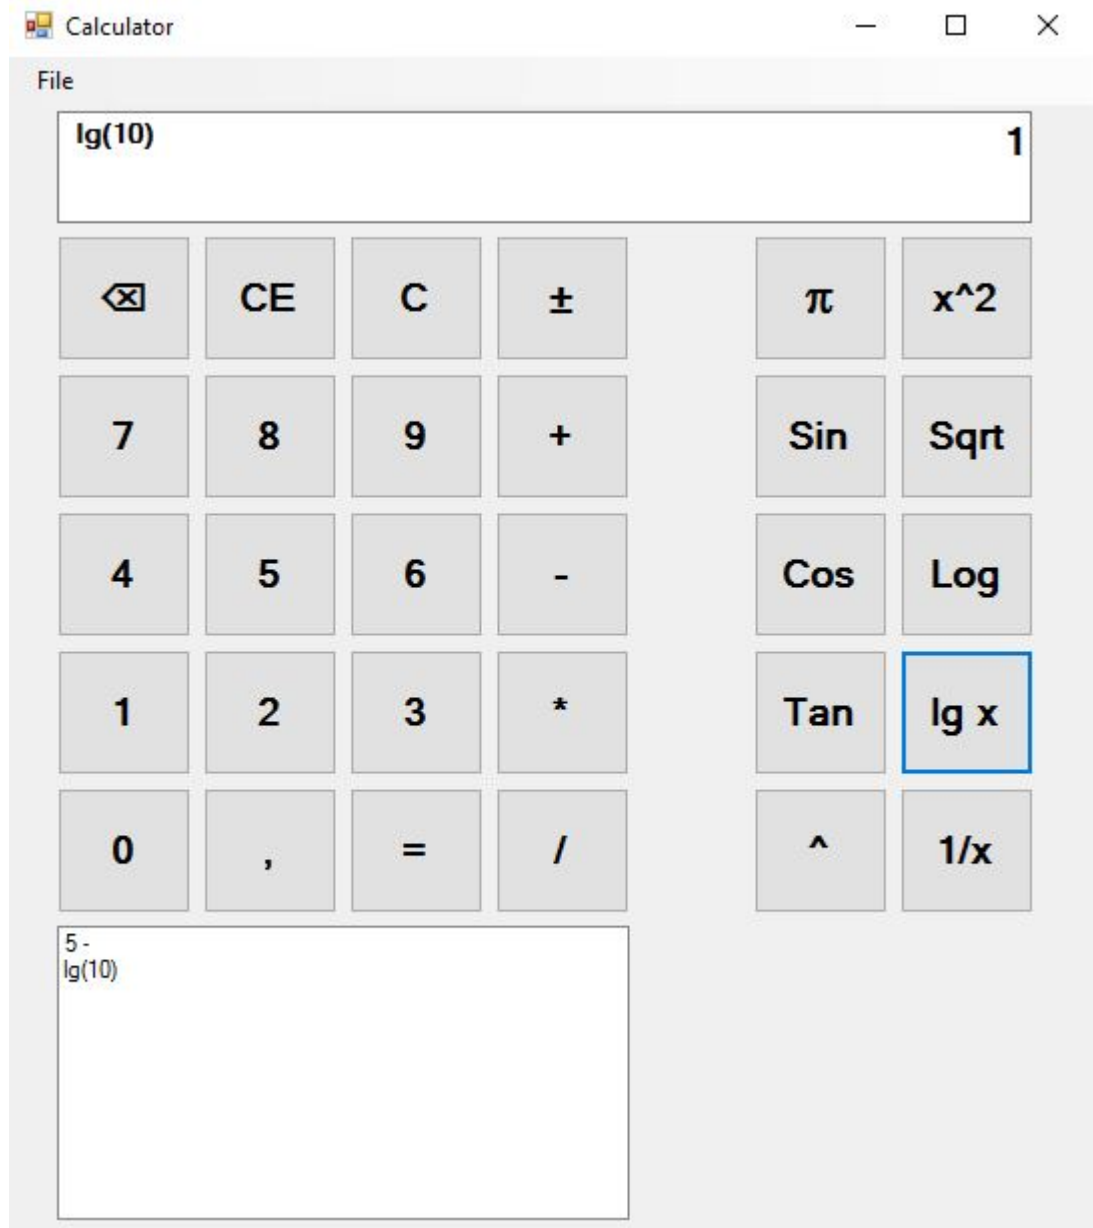 Calculator
File
lg(10) 1
⌫ CE C ± π x^2
7 8 9 + Sin Sqrt
4 5 6 - Cos Log
1 2 3 * Tan lg x
0 , = / ^ 1/x
5 -
lg(10)